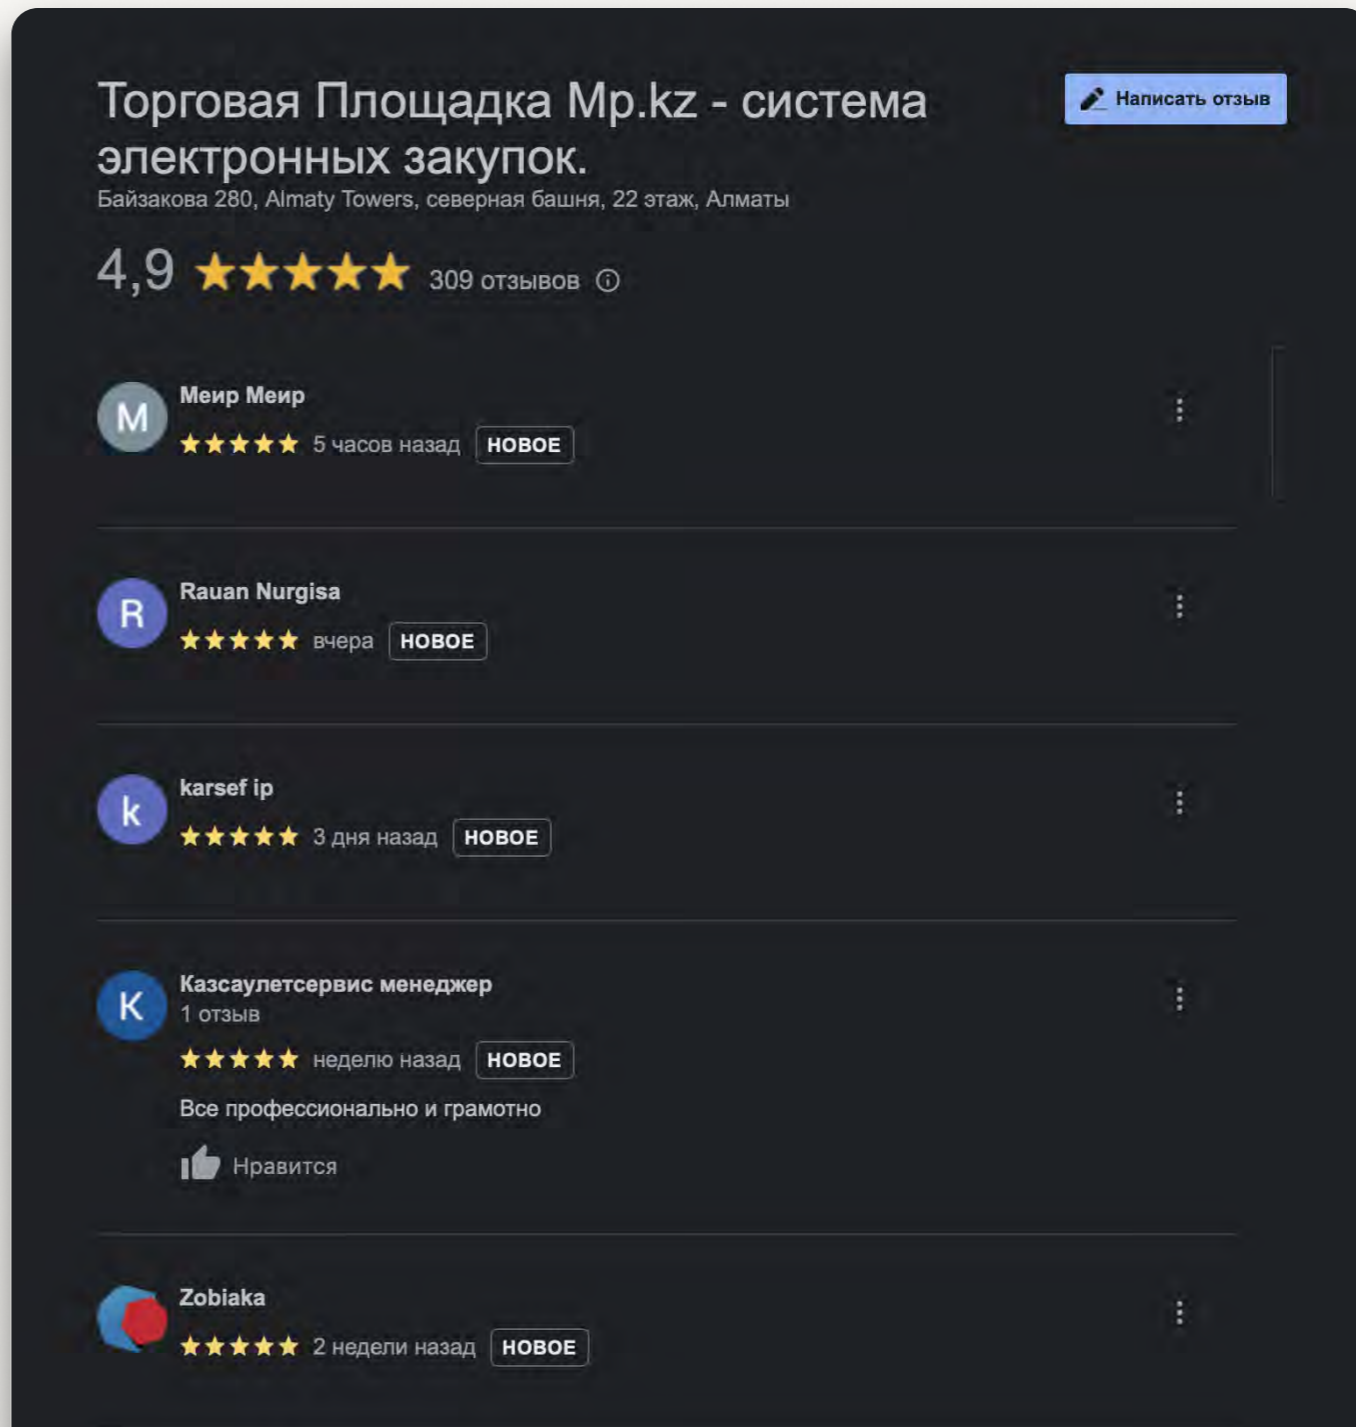 Торговая Площадка Mp.kz - система
электронных закупок.
Написать отзыв
Байзакова 280, Almaty Towers, северная башня, 22 этаж, Алматы
4,9 309 отзывов
М
Меир Меир
5 часов назад НОВОЕ
R
Rauan Nurgisa
вчера НОВОЕ
k
karsef ip
3 дня назад НОВОЕ
К
Казсаулетсервис менеджер
1 отзыв
неделю назад НОВОЕ
Все профессионально и грамотно
Нравится
Zobiaka
2 недели назад НОВОЕ